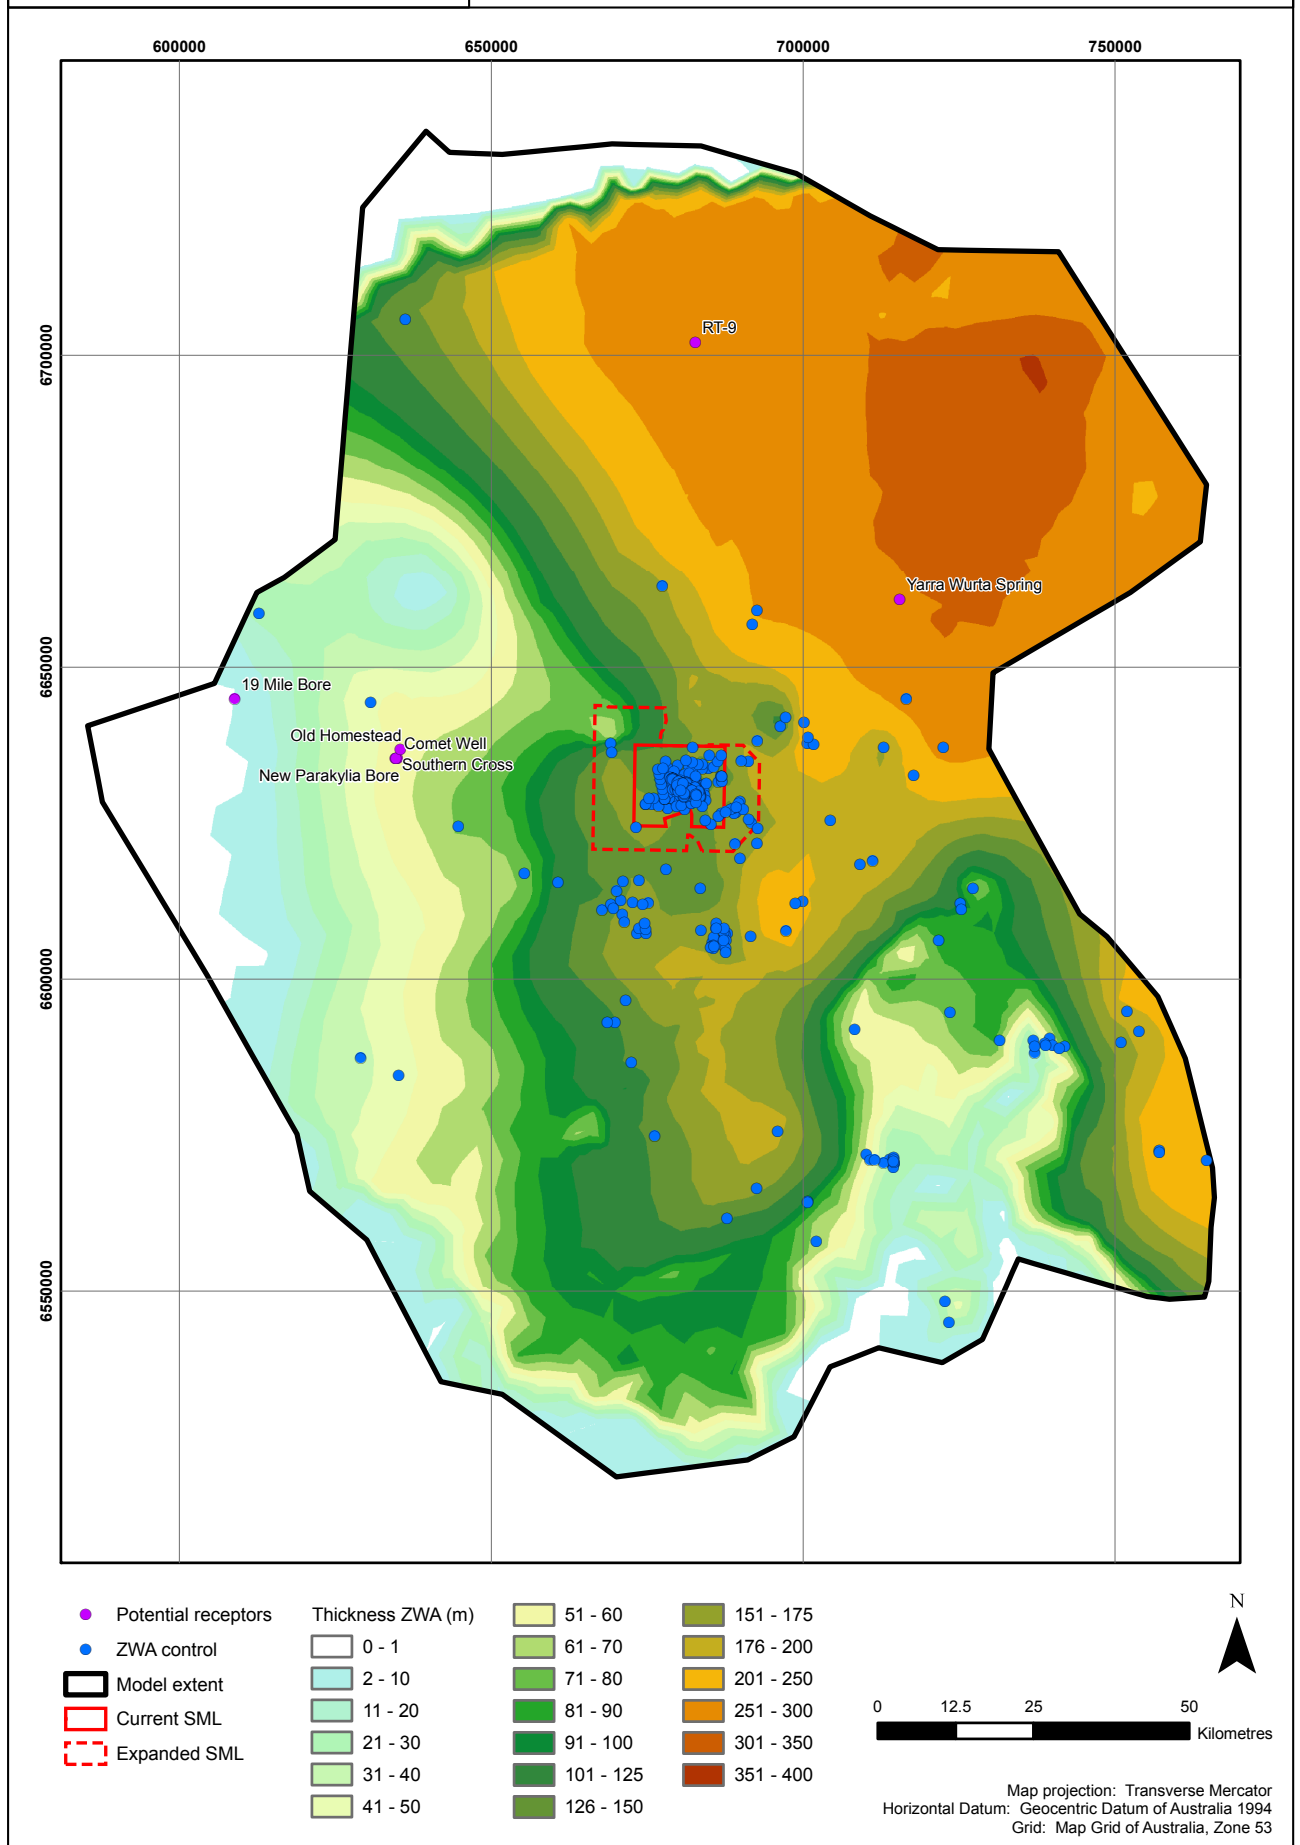 600000 650000 700000 750000
6700000
6650000
6600000
6550000
RT-9
Yarra Wurta Spring
19 Mile Bore
Old Homestead
Comet Well
Southern Cross
New Parakylia Bore
Potential receptors
ZWA control
Model extent
Current SML
Expanded SML
Thickness ZWA (m)
0 - 1
2 - 10
11 - 20
21 - 30
31 - 40
41 - 50
51 - 60
61 - 70
71 - 80
81 - 90
91 - 100
101 - 125
126 - 150
151 - 175
176 - 200
201 - 250
251 - 300
301 - 350
351 - 400
N
0 12.5 25 50
Kilometres
Map projection: Transverse Mercator
Horizontal Datum: Geocentric Datum of Australia 1994
Grid: Map Grid of Australia, Zone 53